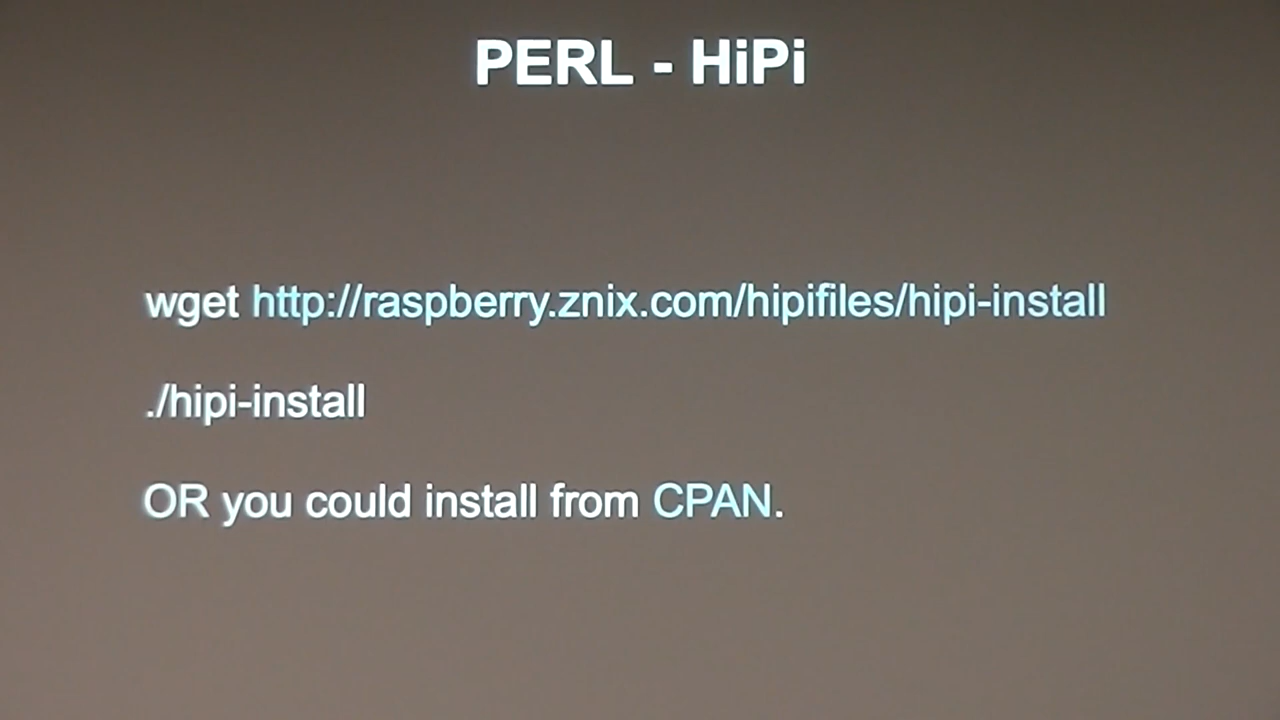 PERL - HiPi
wget http://raspberry.znix.com/hipifiles/hipi-install
./hipi-install
OR you could install from CPAN.